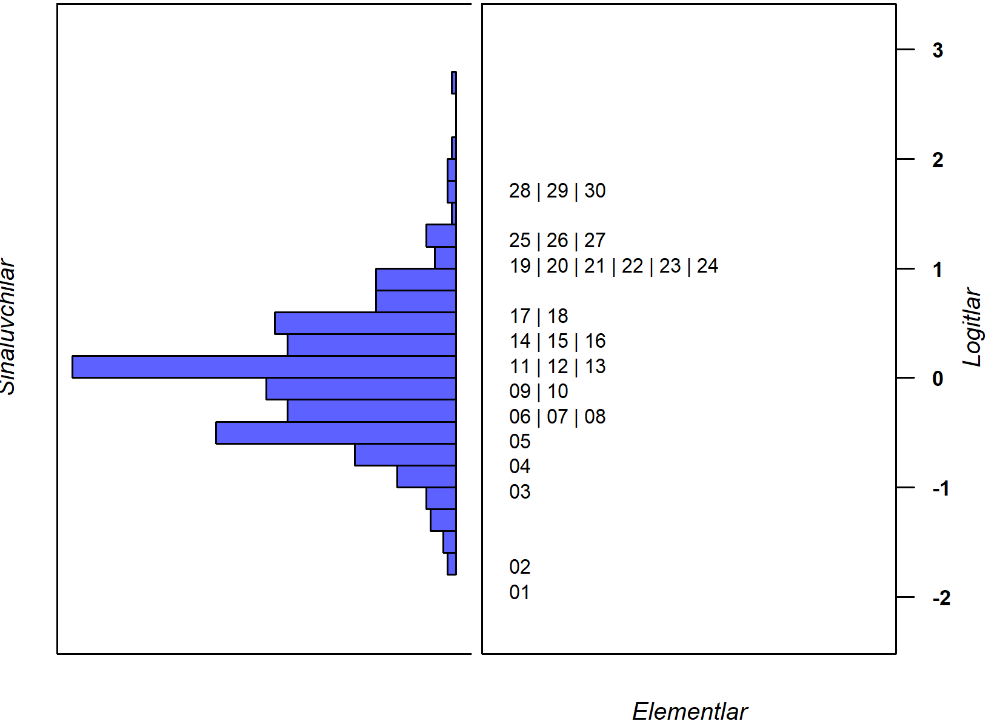 Sinaluvchilar
28 | 29 | 30
25 | 26 | 27
19 | 20 | 21 | 22 | 23 | 24
17 | 18
14 | 15 | 16
11 | 12 | 13
09 | 10
06 | 07 | 08
05
04
03
02
01
3
2
1
0
-1
-2
Logitlar
Elementlar